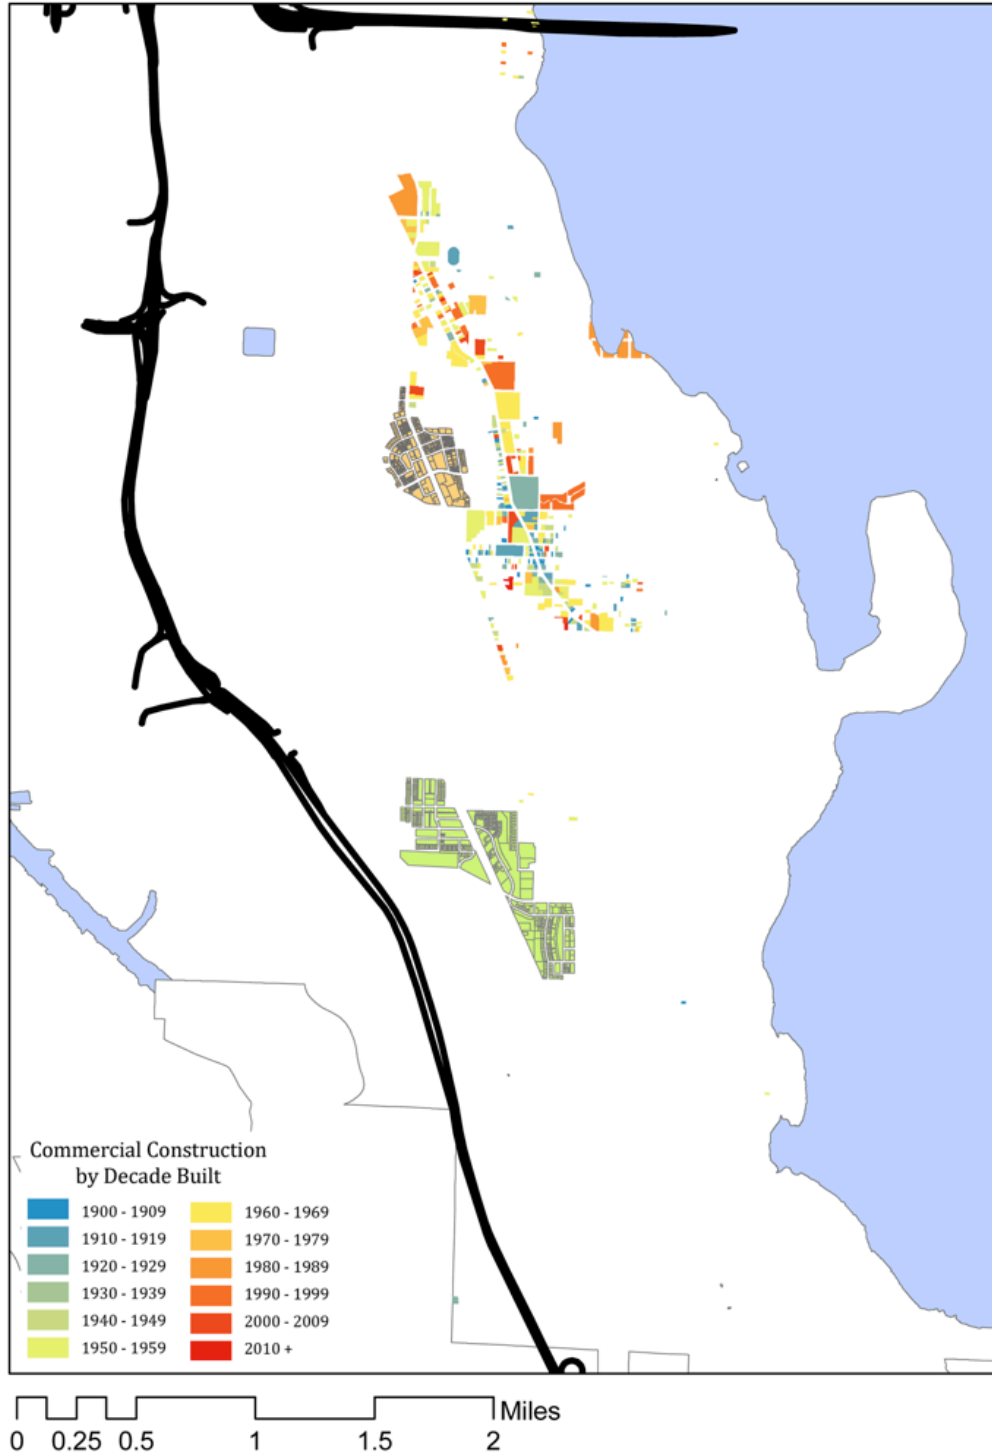 Commercial Construction
by Decade Built
1900 - 1909
1910 - 1919
1920 - 1929
1930 - 1939
1940 - 1949
1950 - 1959
1960 - 1969
1970 - 1979
1980 - 1989
1990 - 1999
2000 - 2009
2010 +
Miles
0 0.25 0.5 1 1.5 2